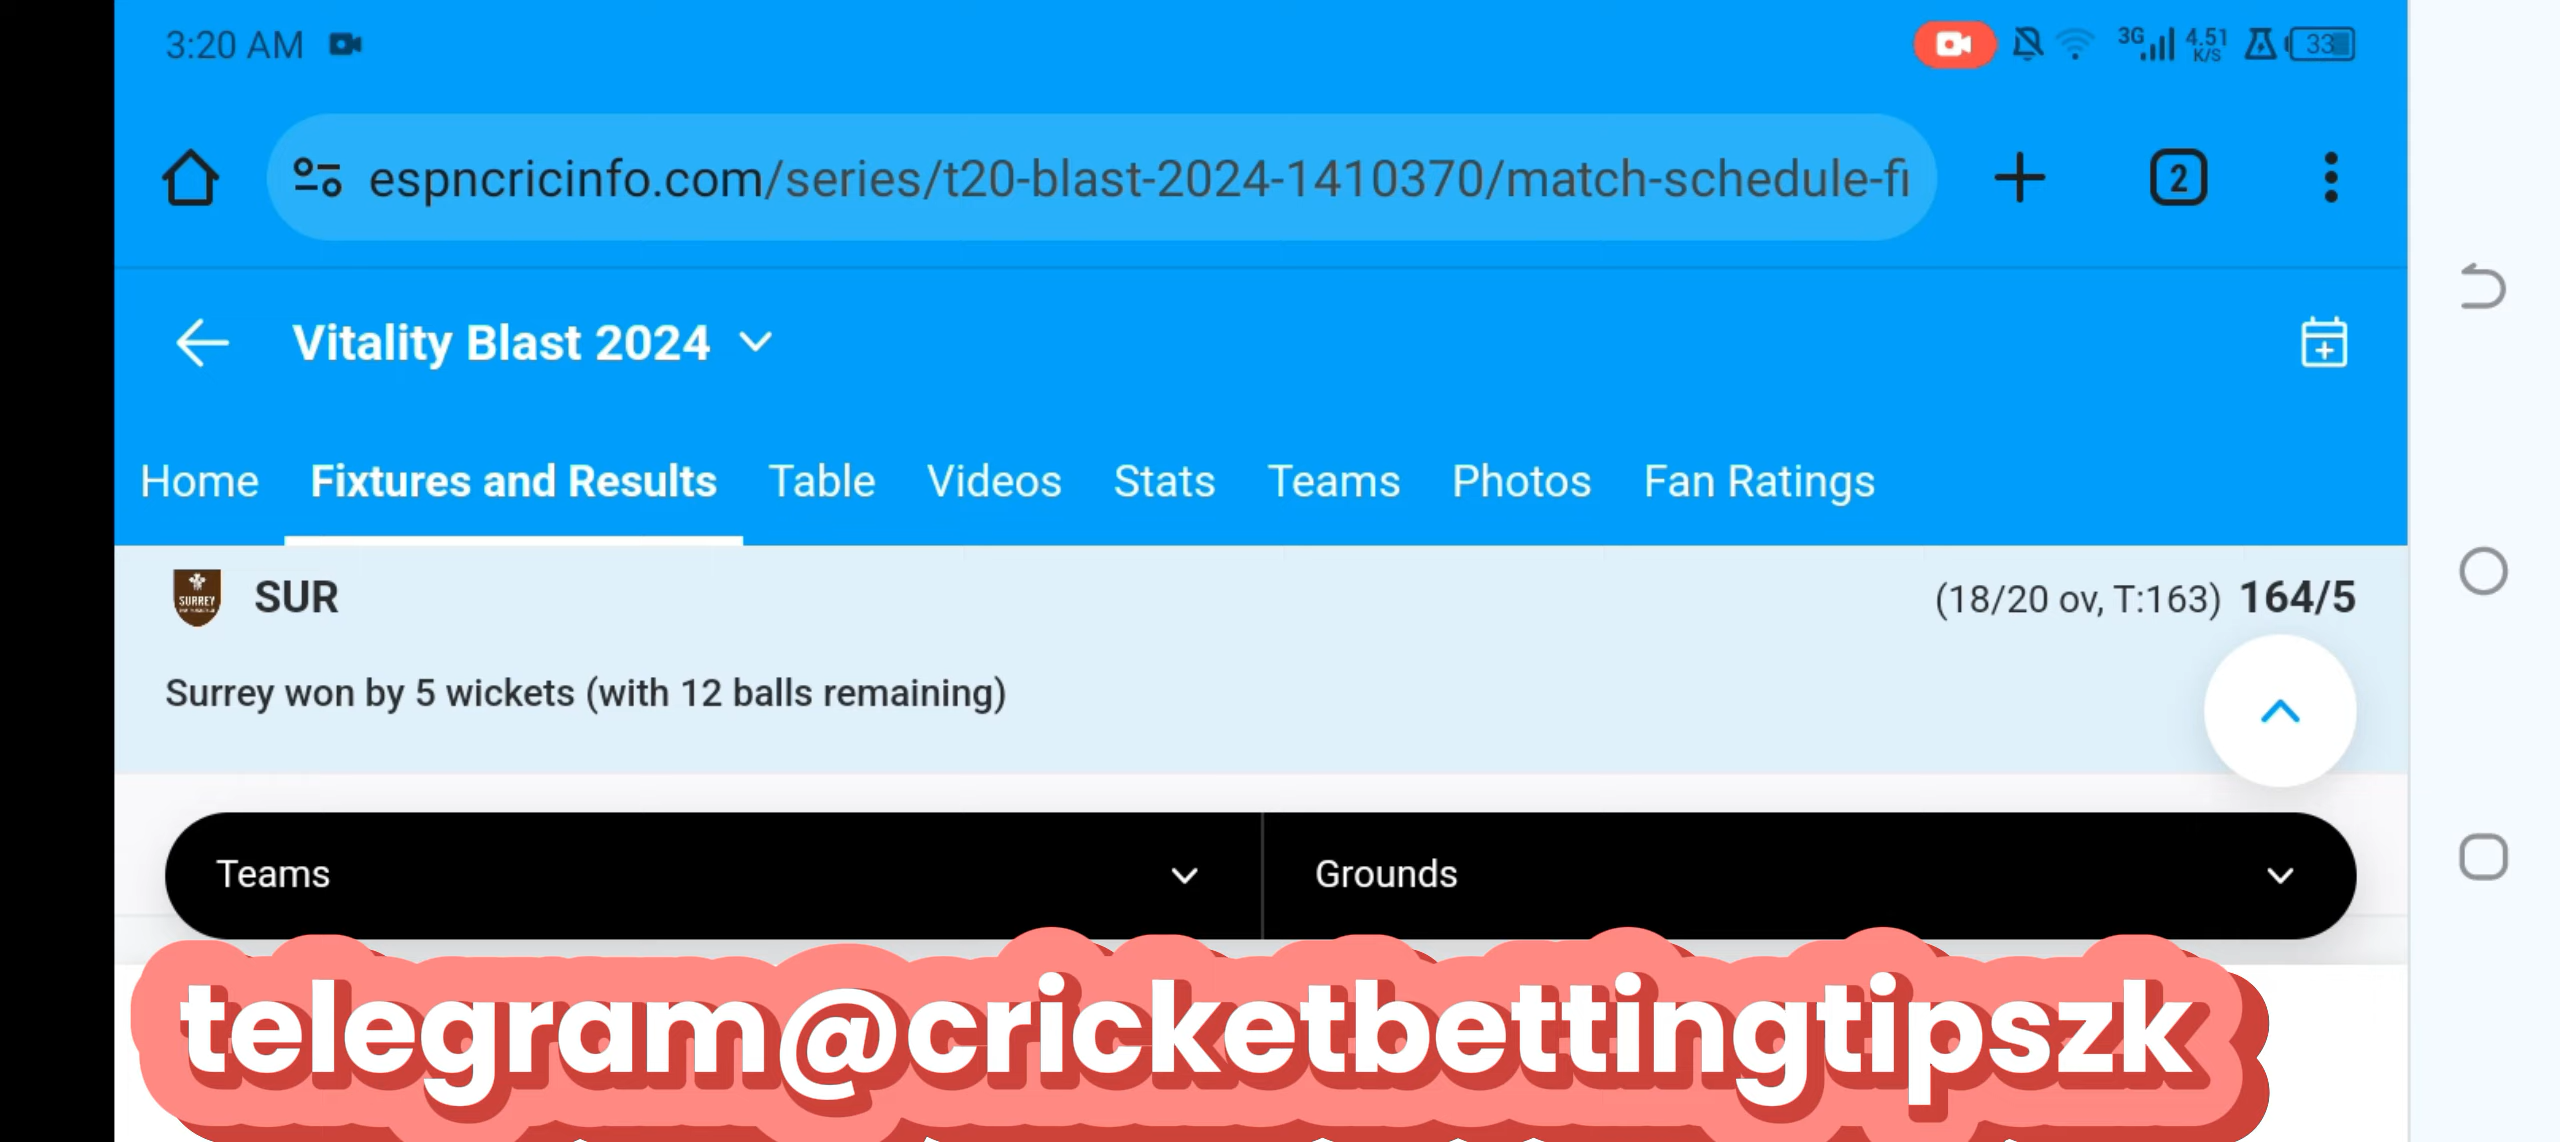 3:20 AM 3G 4.51 K/S 33
espncricinfo.com/series/t20-blast-2024-1410370/match-schedule-fi 2
Vitality Blast 2024
Home Fixtures and Results Table Videos Stats Teams Photos Fan Ratings
SURREY SUR (18/20 ov, T:163) 164/5
Surrey won by 5 wickets (with 12 balls remaining)
Teams Grounds
telegram@cricketbettingtipszk